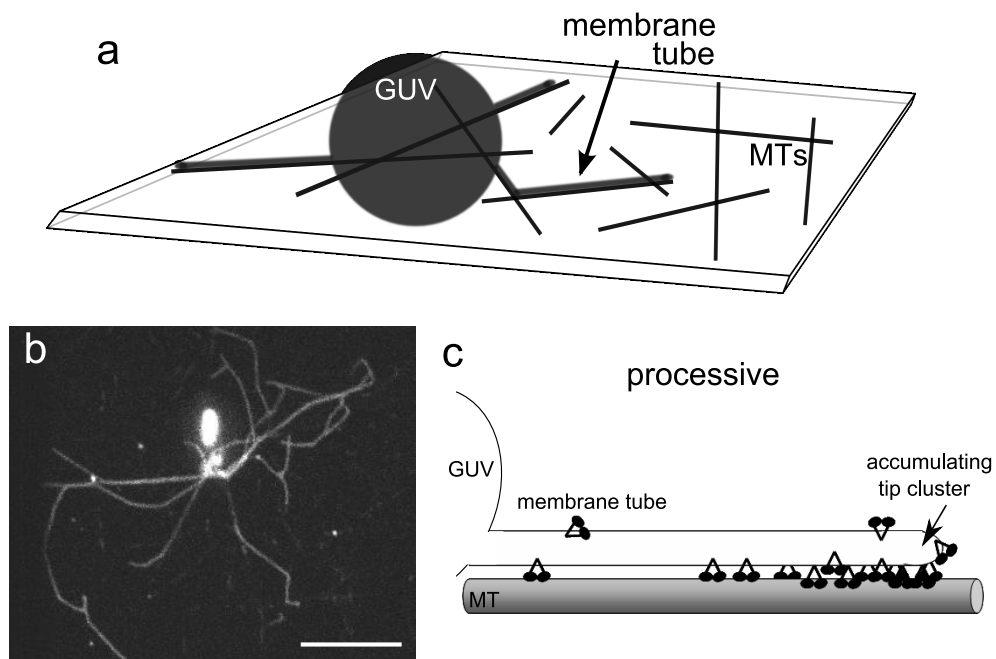 a
membrane
tube
GUV
MTs
b
c
processive
GUV
accumulating
tip cluster
membrane tube
MT